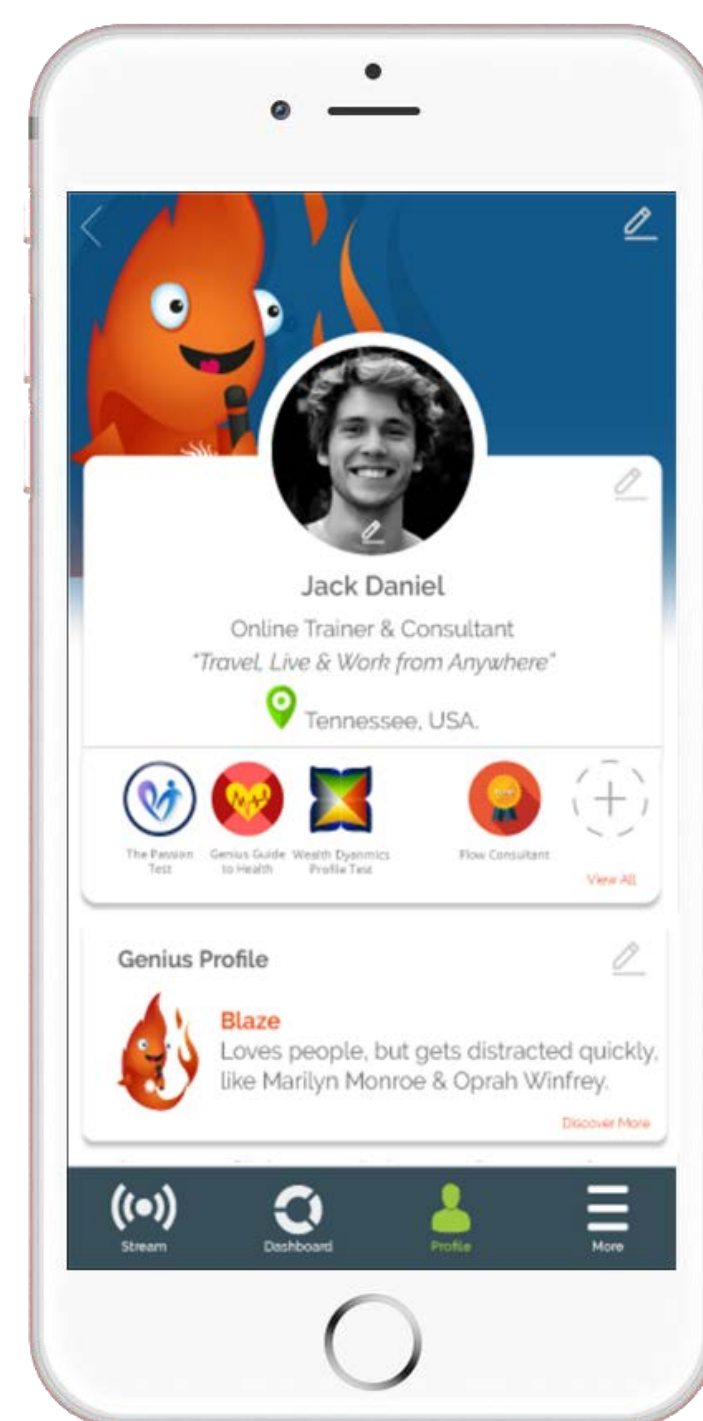 Jack Daniel
Online Trainer & Consultant
"Travel, Live & Work from Anywhere"
Tennessee, USA.
The Passion
Test
Genius Guide
to Health
Wealth Dyanmics
Profile Test
Flow Consultant
View All
Genius Profile
Blaze
Loves people, but gets distracted quickly,
like Marilyn Monroe & Oprah Winfrey.
Discover More
Stream
Dashboard
Profile
More